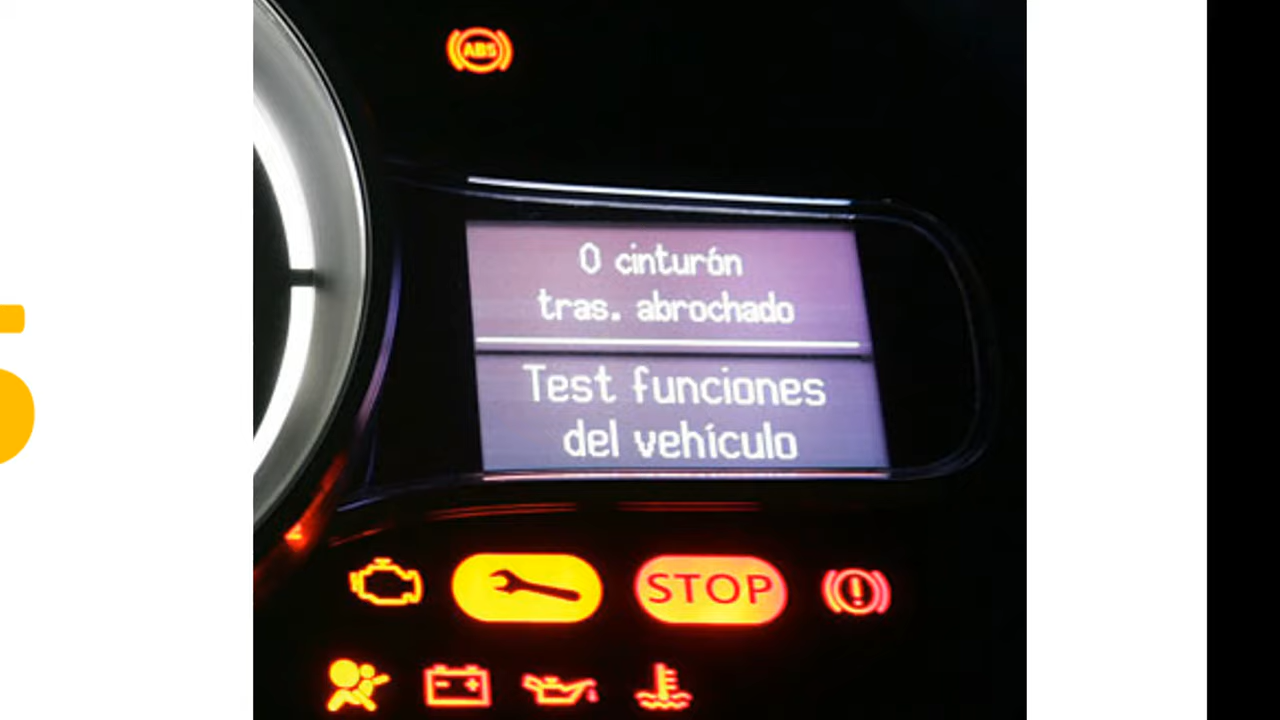 ABS
0 cinturón
tras. abrochado
Test funciones
del vehículo
STOP